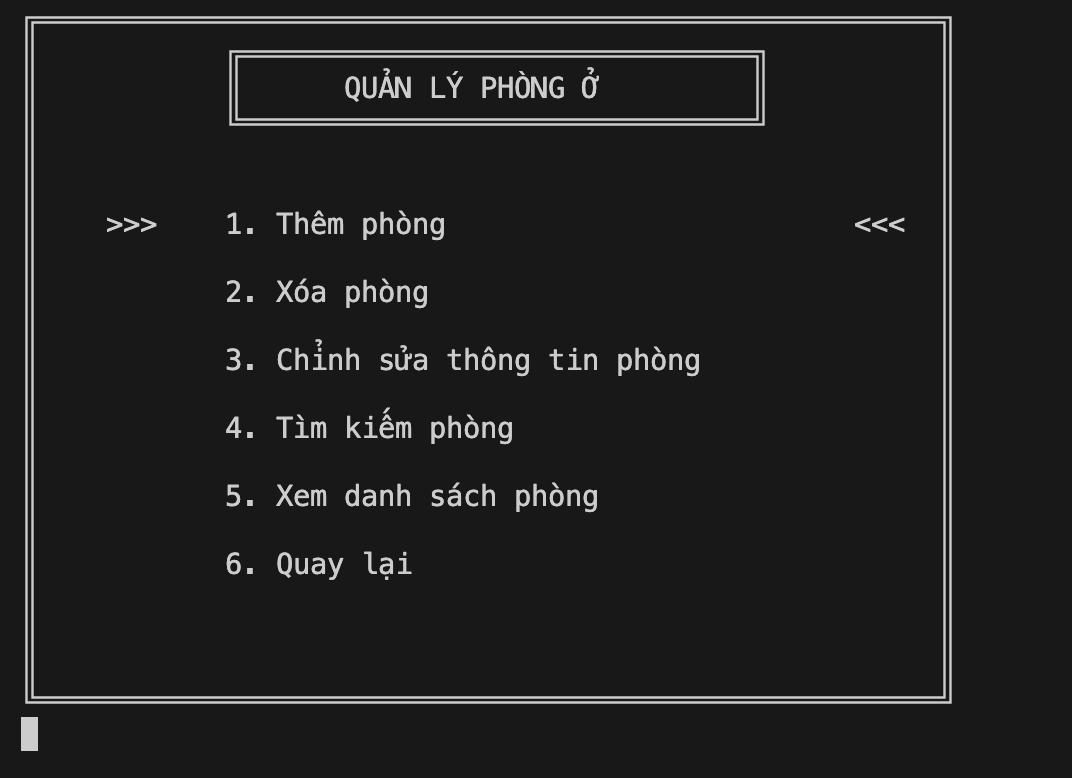 QUẢN LÝ PHÒNG Ở
>>> 1. Thêm phòng <<<
2. Xóa phòng
3. Chỉnh sửa thông tin phòng
4. Tìm kiếm phòng
5. Xem danh sách phòng
6. Quay lại